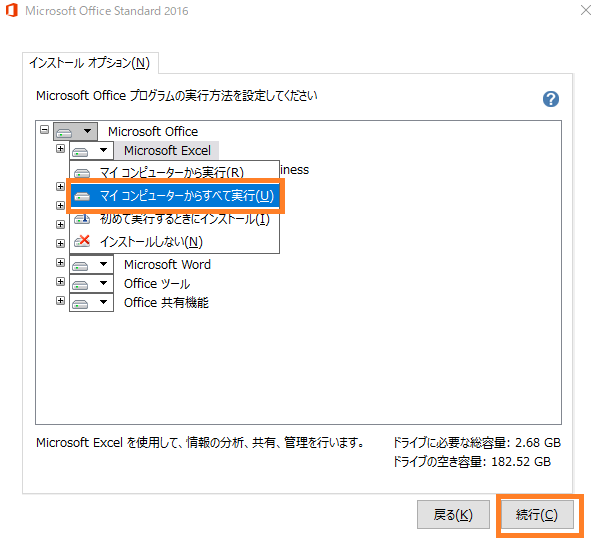 Microsoft Office Standard 2016
インストール オプション(N)
Microsoft Office プログラムの実行方法を設定してください
Microsoft Office
Microsoft Excel
マイ コンピューターから実行(R)
iness
マイ コンピューターからすべて実行(U)
初めて実行するときにインストール(I)
インストールしない(N)
Microsoft Word
Office ツール
Office 共有機能
Microsoft Excel を使用して、情報の分析、共有、管理を行います。
ドライブに必要な総容量: 2.68 GB
ドライブの空き容量: 182.52 GB
戻る(K)
続行(C)